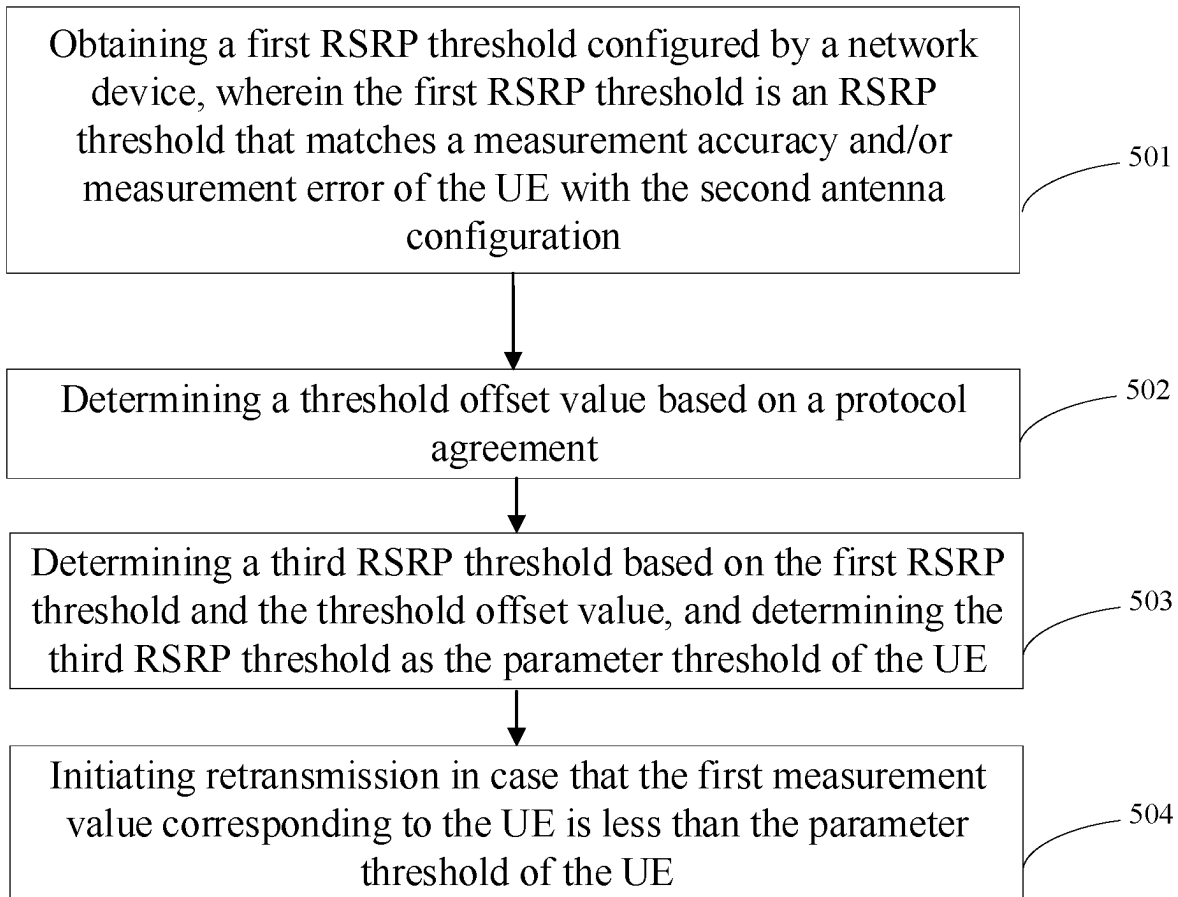 Obtaining a first RSRP threshold configured by a network
device, wherein the first RSRP threshold is an RSRP
threshold that matches a measurement accuracy and/or
measurement error of the UE with the second antenna
configuration
501
Determining a threshold offset value based on a protocol
agreement
502
Determining a third RSRP threshold based on the first RSRP
threshold and the threshold offset value, and determining the
third RSRP threshold as the parameter threshold of the UE
503
Initiating retransmission in case that the first measurement
value corresponding to the UE is less than the parameter
threshold of the UE
504